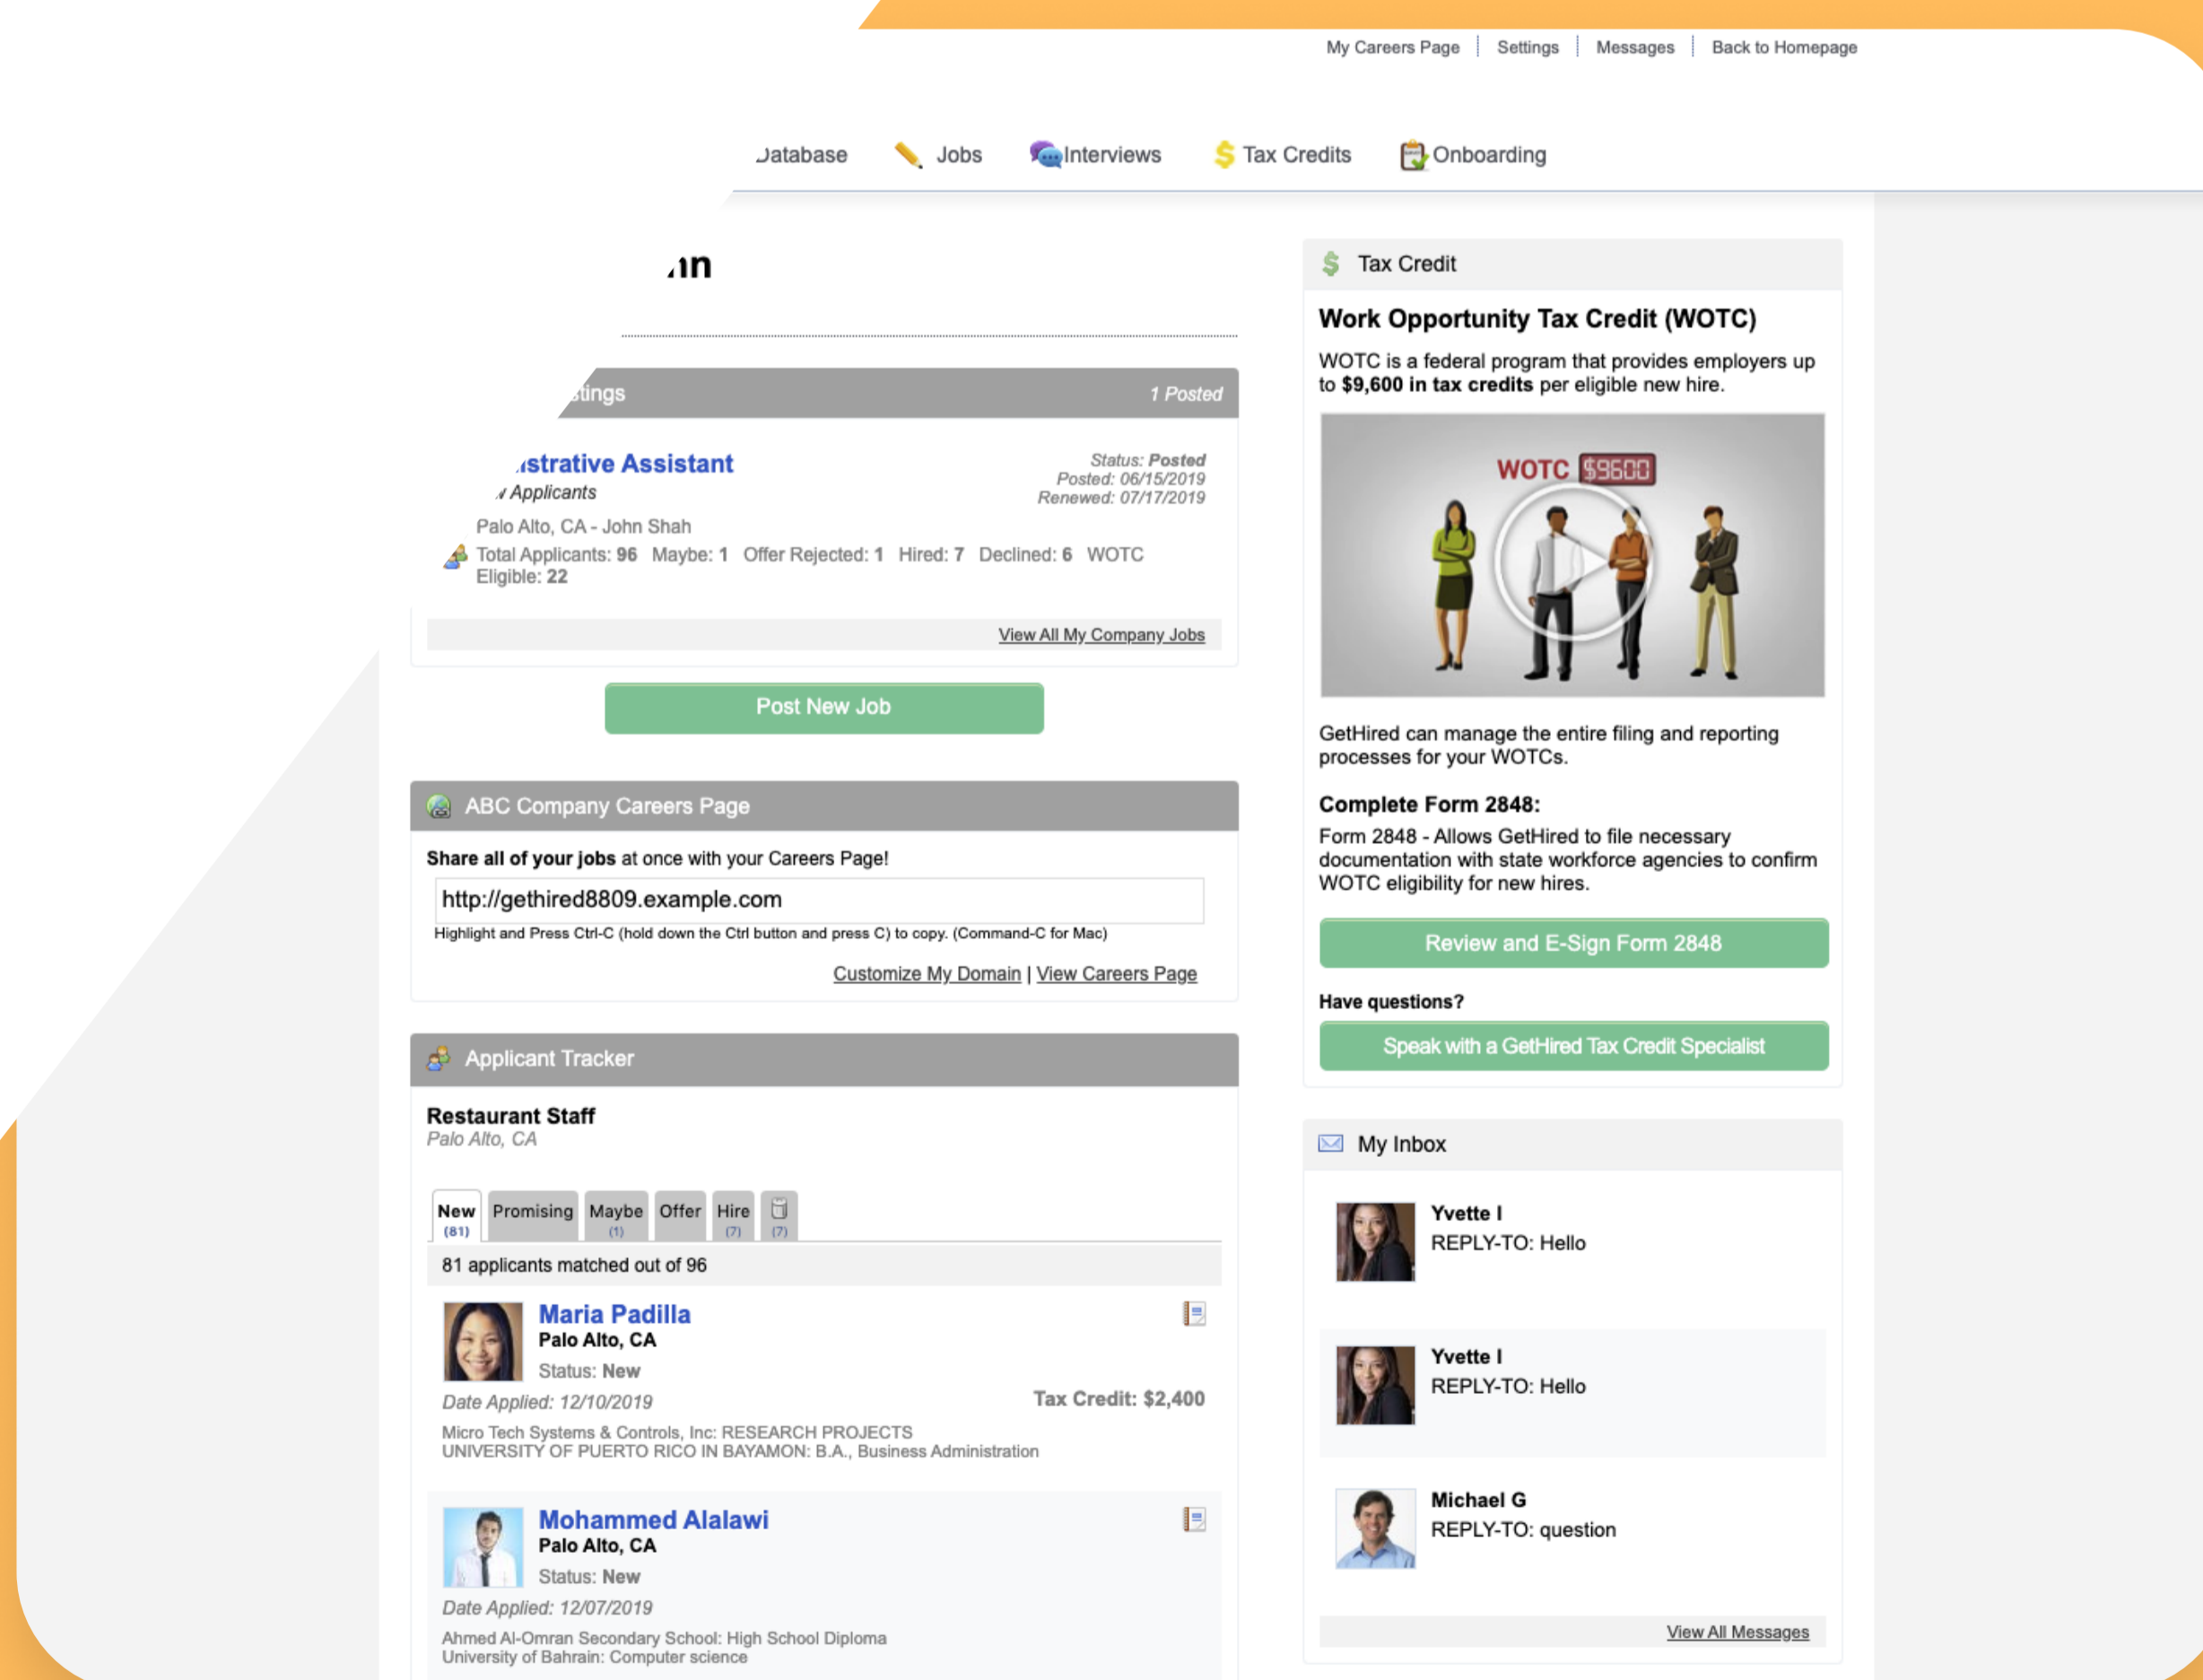 My Careers Page | Settings | Messages | Back to Homepage
Jobs Interviews Tax Credits Onboarding
1 Posted
Assistant
Status: Posted
Applicants
Posted: 06/15/2019
Renewed: 07/17/2019
Palo Alto, CA - John Shah
Total Applicants: 96 Maybe: 1 Offer Rejected: 1 Hired: 7 Declined: 6 WOTC
Eligible: 22
View All My Company Jobs
Post New Job
ABC Company Careers Page
Share all of your jobs at once with your Careers Page!
http://gethired8809.example.com
Highlight and Press Ctrl-C (hold down the Ctrl button and press C) to copy. (Command-C for Mac)
Customize My Domain | View Careers Page
Applicant Tracker
Restaurant Staff
Palo Alto, CA
New Promising Maybe Offer Hire
(81) (1) (7) (7)
81 applicants matched out of 96
Maria Padilla
Palo Alto, CA
Status: New
Date Applied: 12/10/2019
Tax Credit: $2,400
Micro Tech Systems & Controls, Inc: RESEARCH PROJECTS
UNIVERSITY OF PUERTO RICO IN BAYAMON: B.A., Business Administration
Mohammed Alalawi
Palo Alto, CA
Status: New
Date Applied: 12/07/2019
Ahmed Al-Omran Secondary School: High School Diploma
University of Bahrain: Computer science
Tax Credit
Work Opportunity Tax Credit (WOTC)
WOTC is a federal program that provides employers up
to $9,600 in tax credits per eligible new hire.
WOTC $9600
GetHired can manage the entire filing and reporting
processes for your WOTCs.
Complete Form 2848:
Form 2848 - Allows GetHired to file necessary
documentation with state workforce agencies to confirm
WOTC eligibility for new hires.
Review and E-Sign Form 2848
Have questions?
Speak with a GetHired Tax Credit Specialist
My Inbox
Yvette I
REPLY-TO: Hello
Yvette I
REPLY-TO: Hello
Michael G
REPLY-TO: question
View All Messages